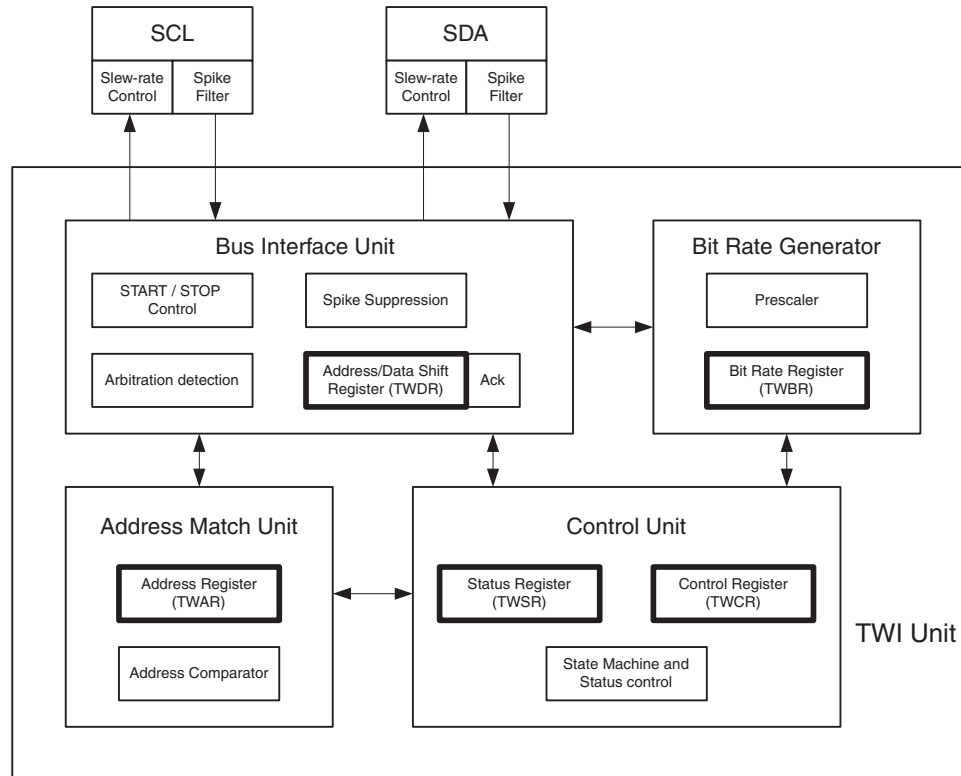 SCL
Slew-rate
Control
Spike
Filter
SDA
Slew-rate
Control
Spike
Filter
Bus Interface Unit
START / STOP
Control
Spike Suppression
Arbitration detection
Address/Data Shift
Register (TWDR)
Ack
Bit Rate Generator
Prescaler
Bit Rate Register
(TWBR)
Address Match Unit
Address Register
(TWAR)
Address Comparator
Control Unit
Status Register
(TWSR)
Control Register
(TWCR)
State Machine and
Status control
TWI Unit